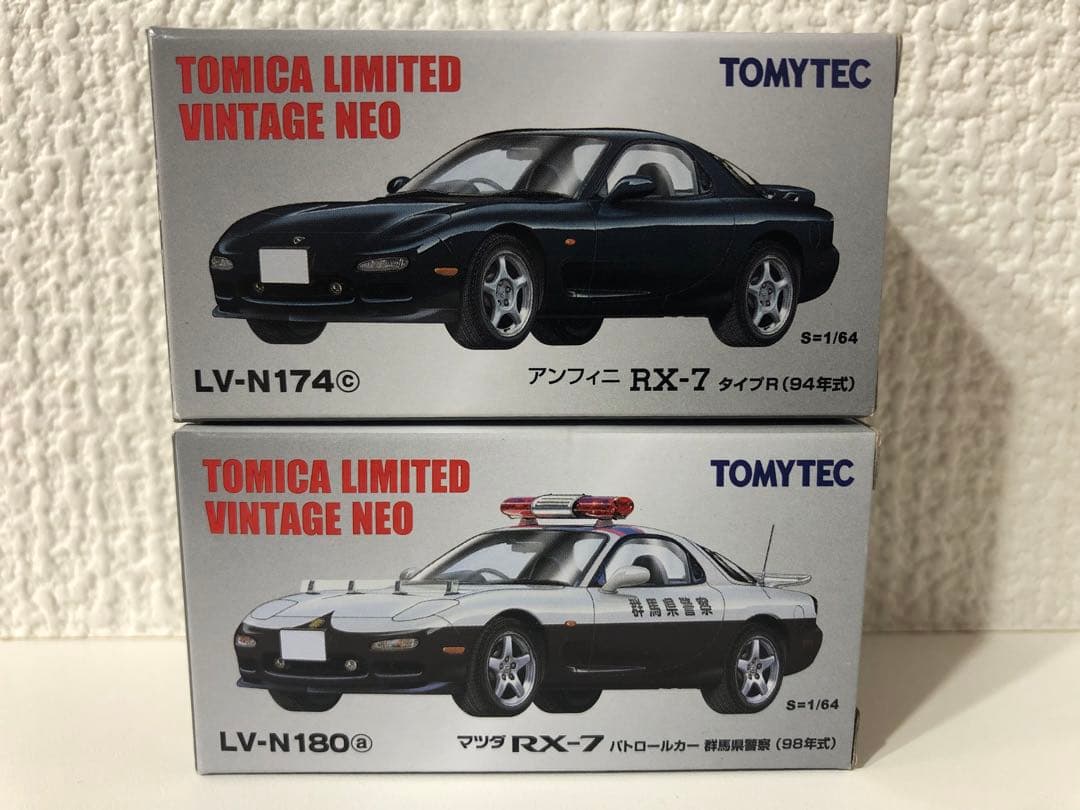 TOMICA LIMITED
VINTAGE NEO
TOMYTEC
S=1/64
LV-N174ⓒ
アンフィニ RX-7 タイプR(94年式)
TOMICA LIMITED
VINTAGE NEO
TOMYTEC
群馬県警察
S=1/64
LV-N180ⓐ
マツダ RX-7 パトロールカー 群馬県警察 (98年式)